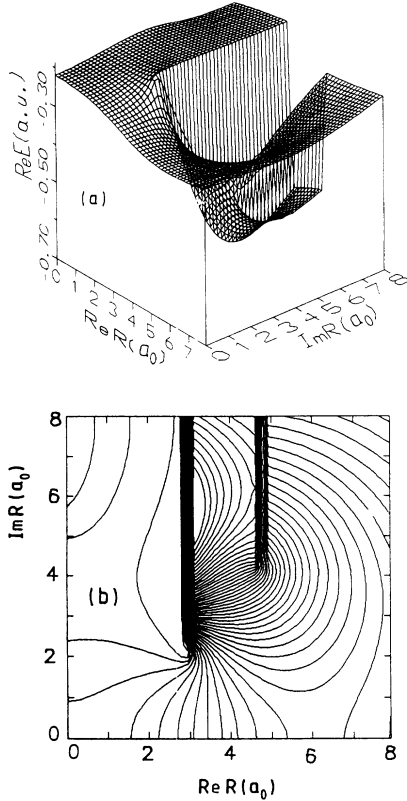 ReE(a.u.)
-0.30
-0.50
-0.70
(a)
0 1 2 3 4 5 6 7
ReR(a₀)
0 1 2 3 4 5 6 7 8
ImR(a₀)
8
6
4
2
0
ImR(a₀)
(b)
0 2 4 6 8
ReR(a₀)